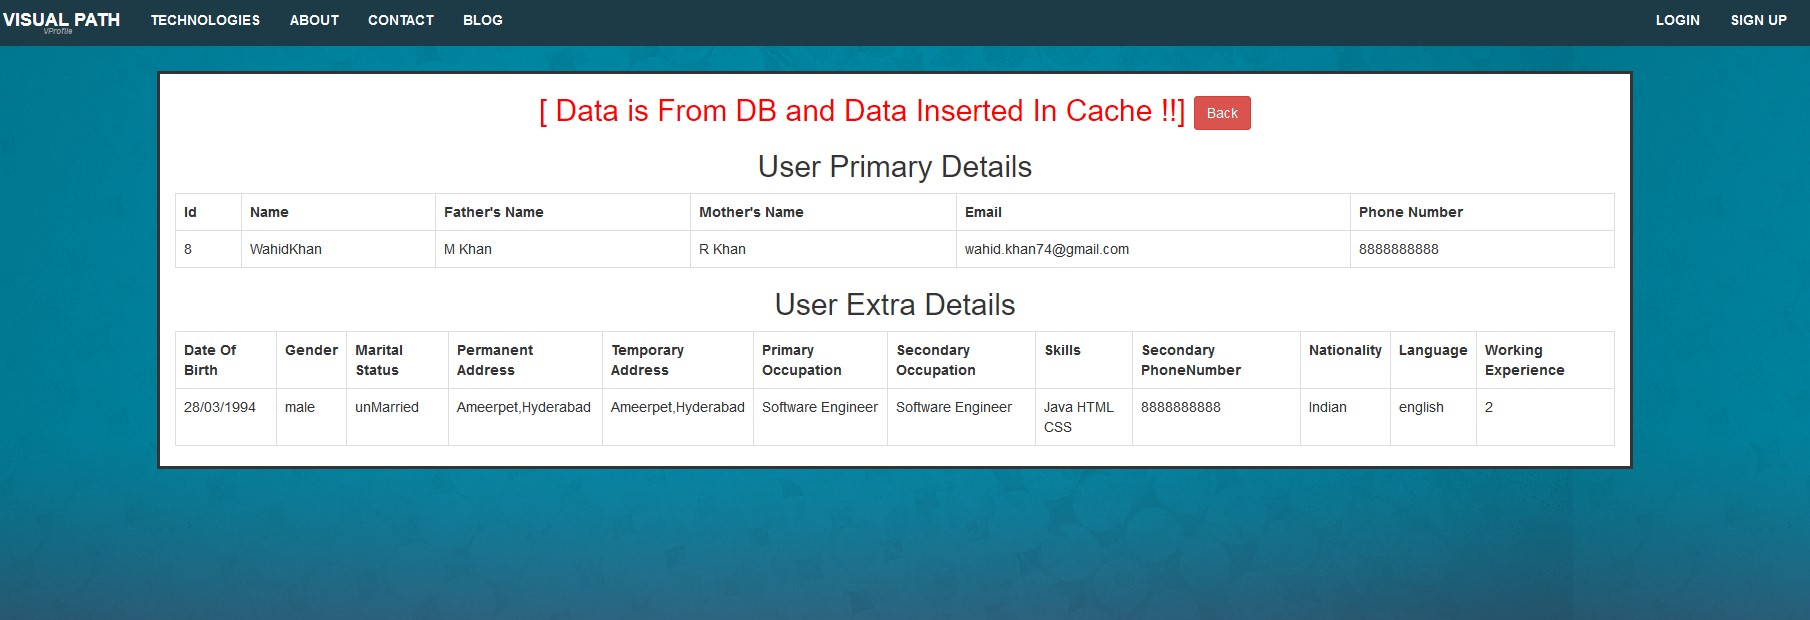 VISUAL PATH TECHNOLOGIES ABOUT CONTACT BLOG LOGIN SIGN UP
VProfile
[ Data is From DB and Data Inserted In Cache !!] Back
User Primary Details
Id Name Father's Name Mother's Name Email Phone Number
8 WahidKhan M Khan R Khan wahid.khan74@gmail.com 8888888888
User Extra Details
Date Of Gender Marital Permanent Temporary Primary Secondary Skills Secondary Nationality Language Working
Birth Status Address Address Occupation Occupation PhoneNumber Experience
28/03/1994 male unMarried Ameerpet,Hyderabad Ameerpet,Hyderabad Software Engineer Software Engineer Java HTML 8888888888 Indian english 2
CSS